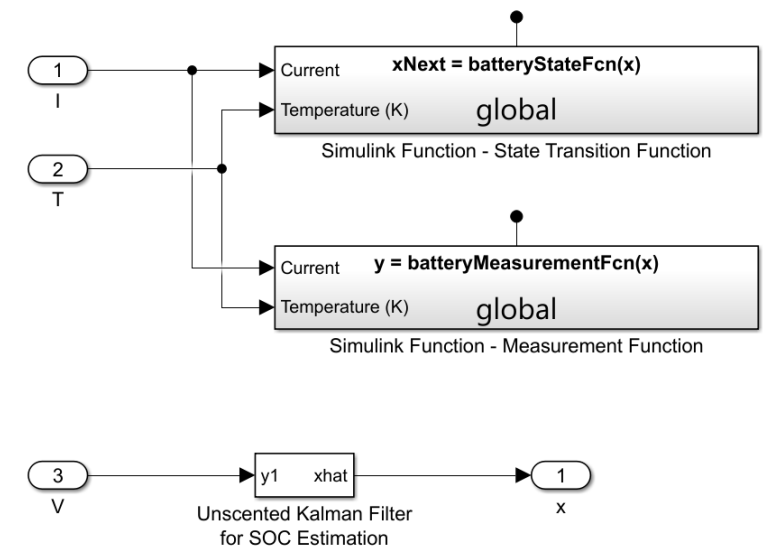 1
I
2
T
Current
xNext = batteryStateFcn(x)
Temperature (K)
global
Simulink Function - State Transition Function
Current
y = batteryMeasurementFcn(x)
Temperature (K)
global
Simulink Function - Measurement Function
3
V
y1
xhat
Unscented Kalman Filter
for SOC Estimation
1
x